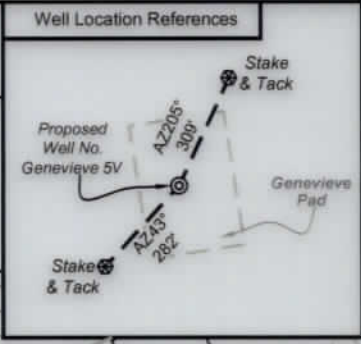 Well Location References
Stake
& Tack
AZ205°
309'
Proposed
Well No.
Genevieve 5V
Genevieve
Pad
AZ43°
282'
Stake
& Tack